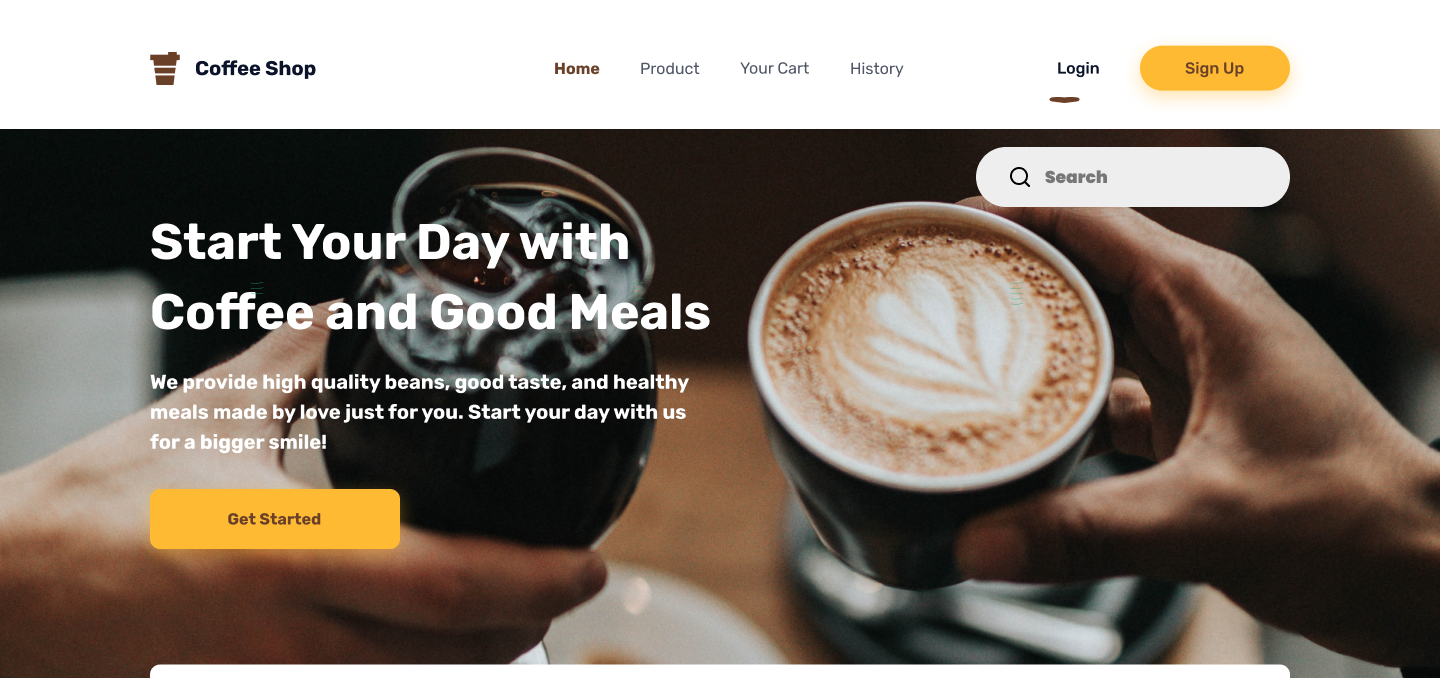 Coffee Shop
Home
Product
Your Cart
History
Login
Sign Up
Search
Start Your Day with
Coffee and Good Meals
We provide high quality beans, good taste, and healthy
meals made by love just for you. Start your day with us
for a bigger smile!
Get Started